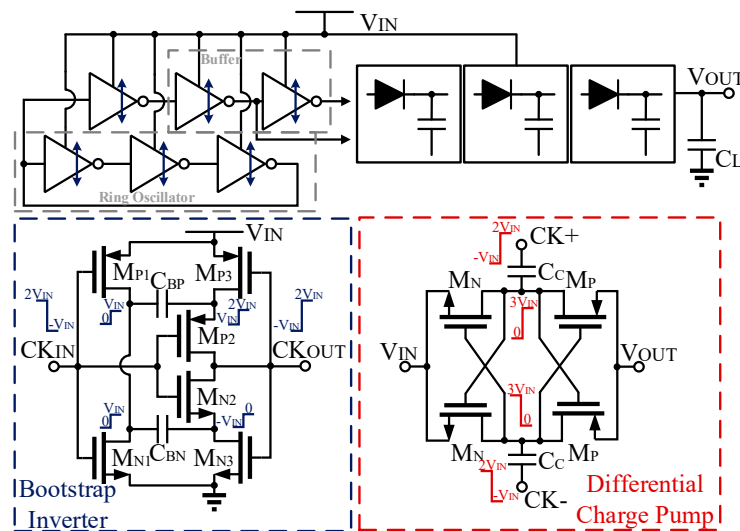 VIN
Buffer
VOUT
CL
Ring Oscillator
VIN
MP1
MP3
CBP
2VIN
-VIN
VIN
0
2VIN
VIN
2VIN
-VIN
MP2
CKIN
CKOUT
MN2
VIN
0
0
-VIN
CBN
MN1
MN3
Bootstrap
Inverter
2VIN
-VIN
CK+
MN
CC
MP
3VIN
0
VIN
VOUT
3VIN
0
MN
MP
2VIN
-VIN
CC
CK-
Differential
Charge Pump